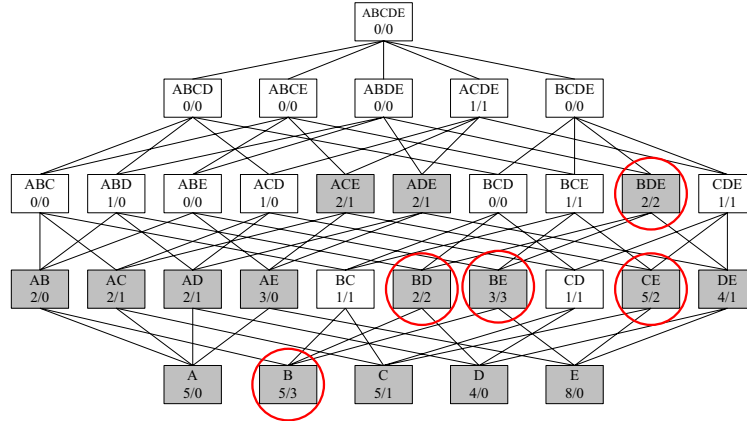 ABCDE
0/0
ABCD
0/0
ABCE
0/0
ABDE
0/0
ACDE
1/1
BCDE
0/0
ABC
0/0
ABD
1/0
ABE
0/0
ACD
1/0
ACE
2/1
ADE
2/1
BCD
0/0
BCE
1/1
BDE
2/2
CDE
1/1
AB
2/0
AC
2/1
AD
2/1
AE
3/0
BC
1/1
BD
2/2
BE
3/3
CD
1/1
CE
5/2
DE
4/1
A
5/0
B
5/3
C
5/1
D
4/0
E
8/0